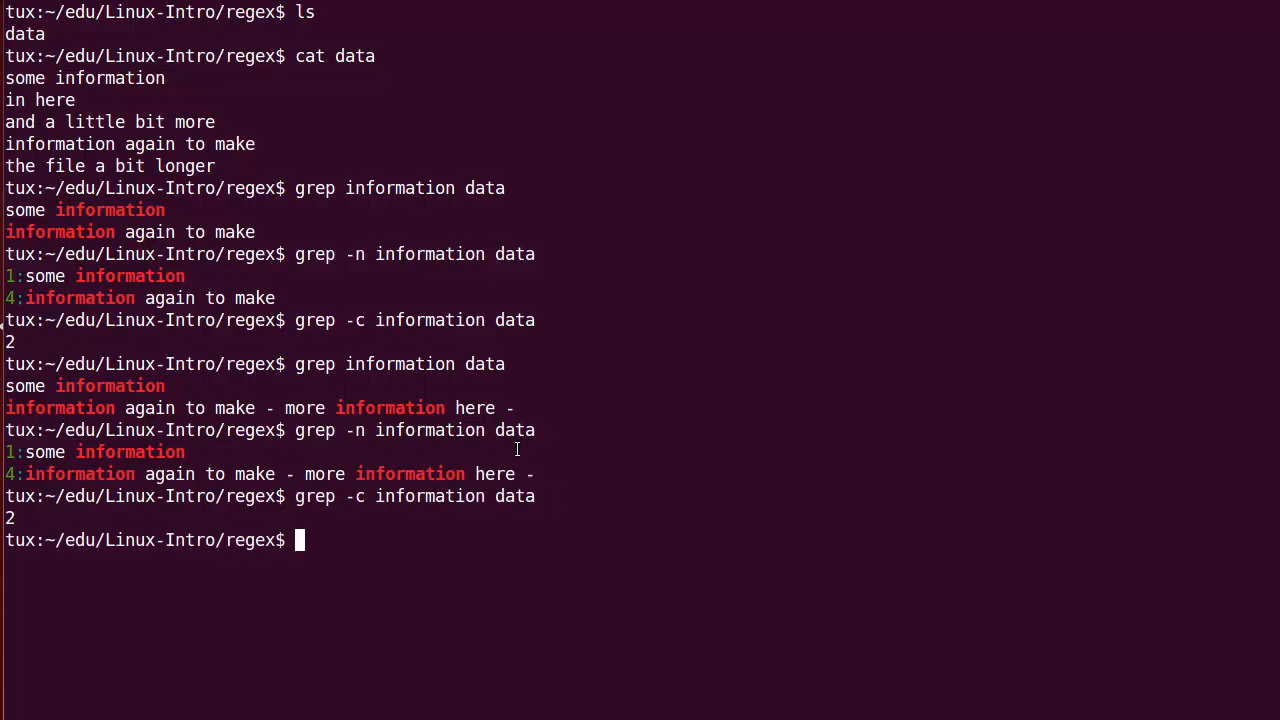 tux:~/edu/Linux-Intro/regex$ ls
data
tux:~/edu/Linux-Intro/regex$ cat data
some information
in here
and a little bit more
information again to make
the file a bit longer
tux:~/edu/Linux-Intro/regex$ grep information data
some information
information again to make
tux:~/edu/Linux-Intro/regex$ grep -n information data
1:some information
4:information again to make
tux:~/edu/Linux-Intro/regex$ grep -c information data
2
tux:~/edu/Linux-Intro/regex$ grep information data
some information
information again to make - more information here -
tux:~/edu/Linux-Intro/regex$ grep -n information data
1:some information
4:information again to make - more information here -
tux:~/edu/Linux-Intro/regex$ grep -c information data
2
tux:~/edu/Linux-Intro/regex$